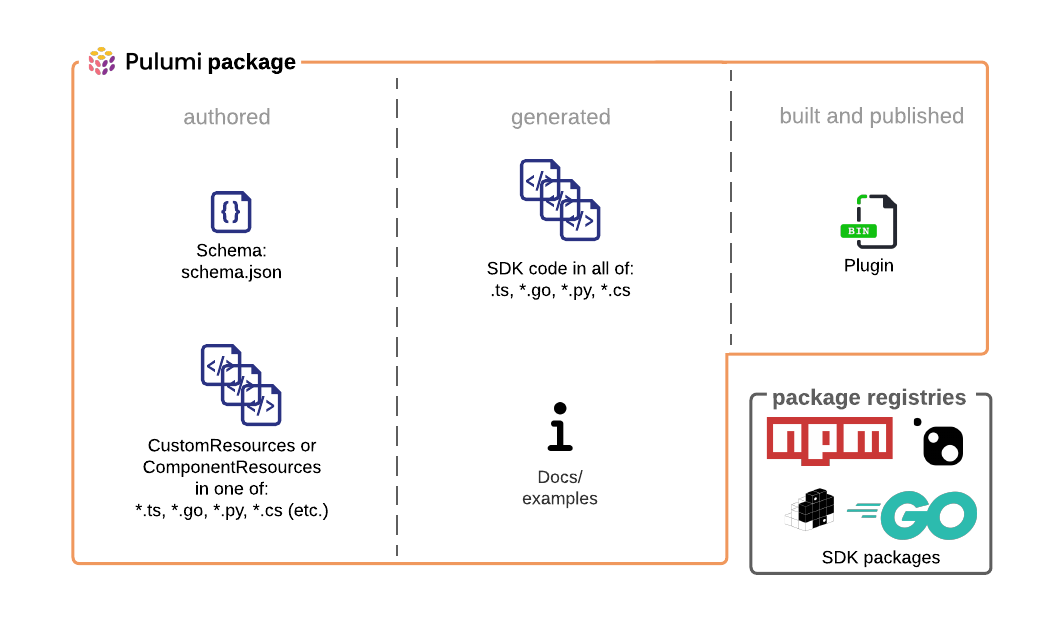 Pulumi package
authored
generated
built and published
{}
Schema:
schema.json
</>
</>
</>
SDK code in all of:
.ts, *.go, *.py, *.cs
BIN
Plugin
</>
</>
</>
CustomResources or
ComponentResources
in one of:
*.ts, *.go, *.py, *.cs (etc.)
i
Docs/
examples
package registries
npm
GO
SDK packages